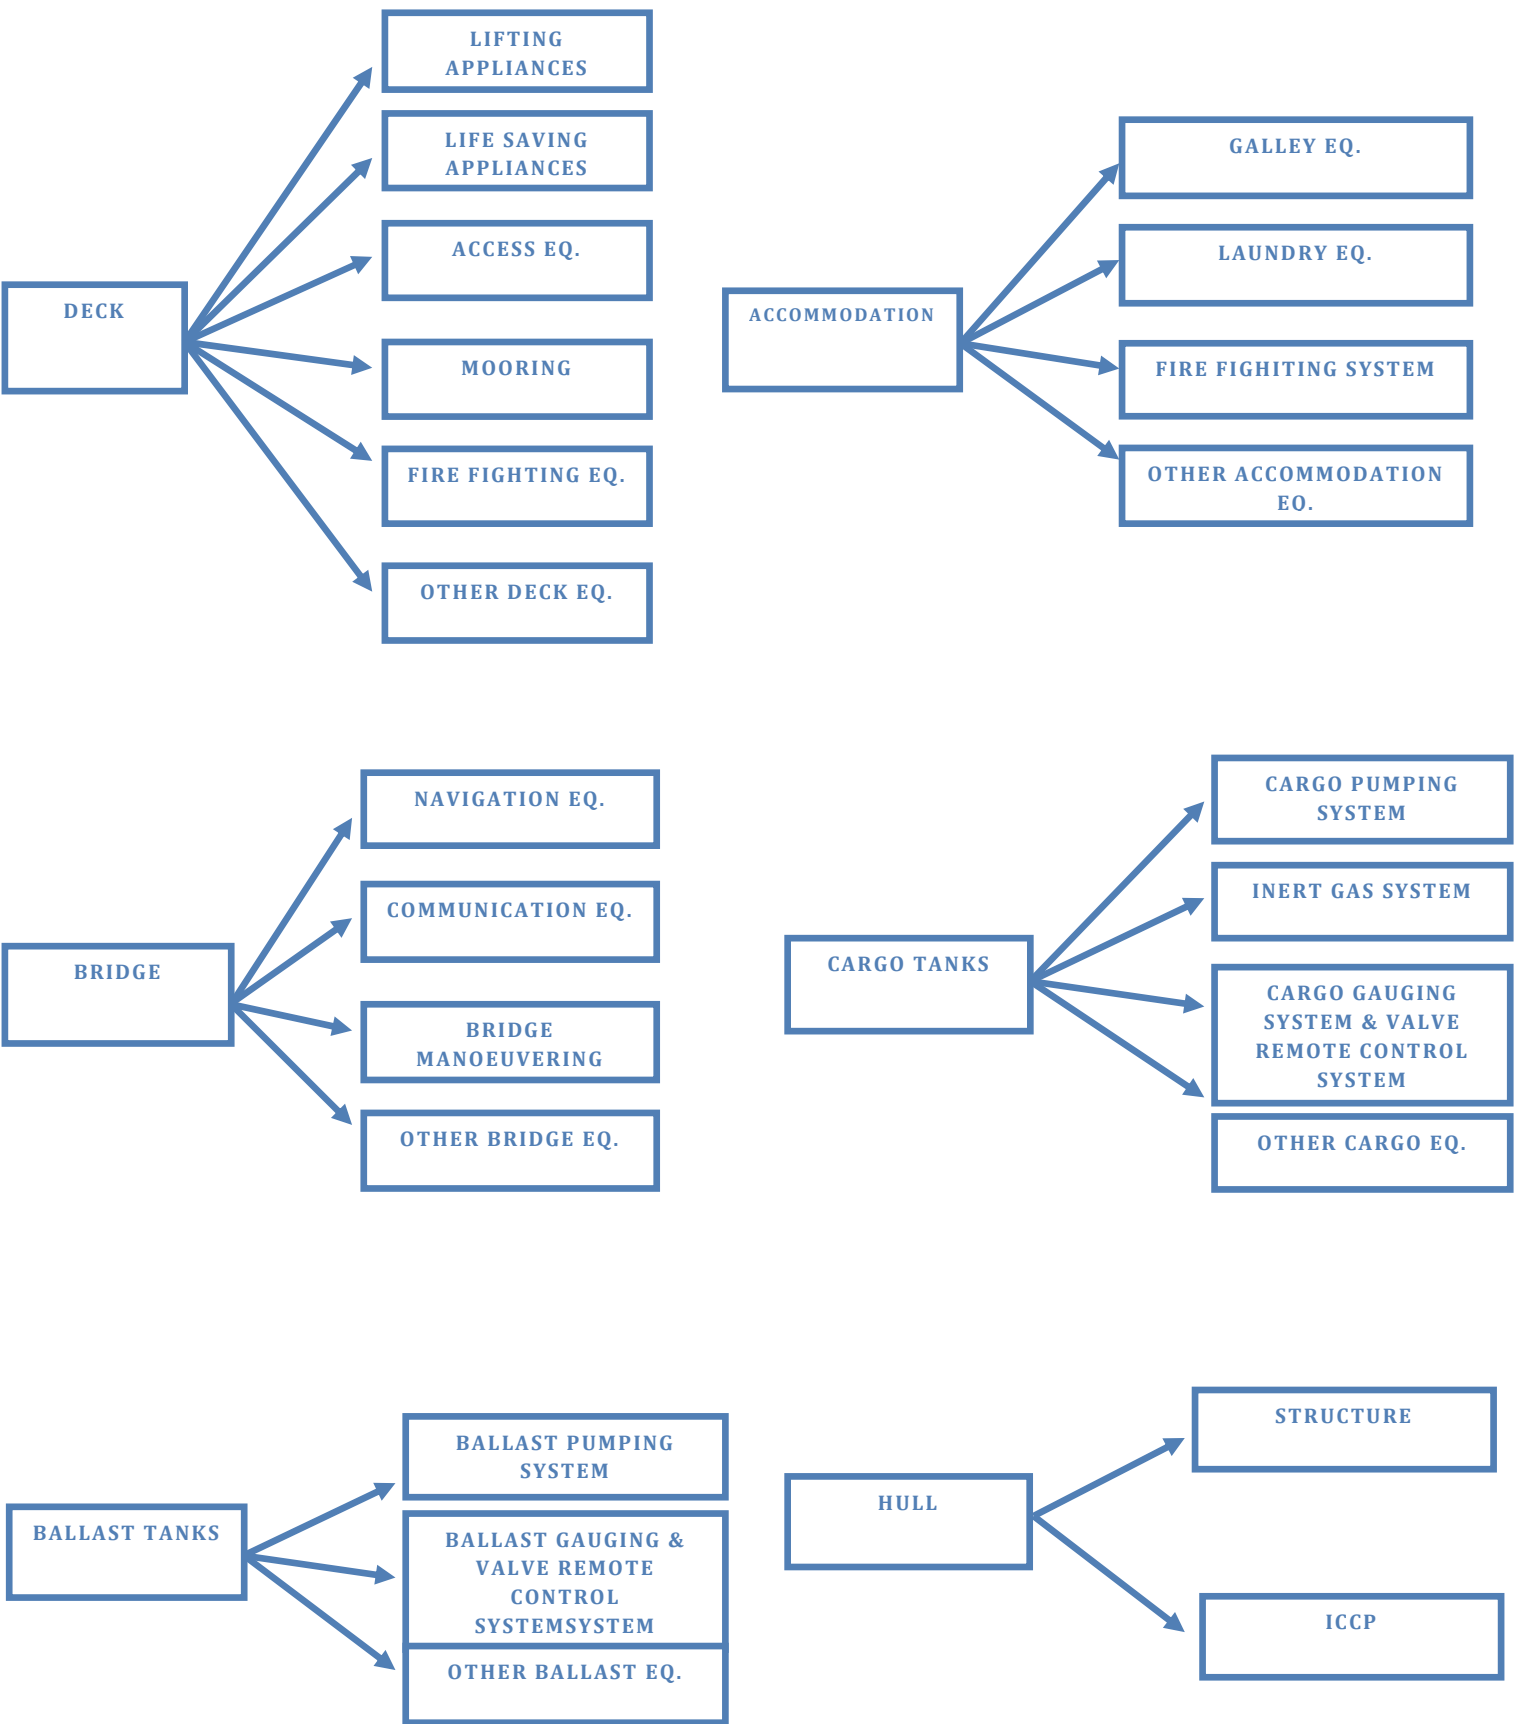 DECK
LIFTING
APPLIANCES
LIFE SAVING
APPLIANCES
ACCESS EQ.
MOORING
FIRE FIGHTING EQ.
OTHER DECK EQ.
ACCOMMODATION
GALLEY EQ.
LAUNDRY EQ.
FIRE FIGHITING SYSTEM
OTHER ACCOMMODATION
EQ.
BRIDGE
NAVIGATION EQ.
COMMUNICATION EQ.
BRIDGE
MANOEUVERING
OTHER BRIDGE EQ.
CARGO TANKS
CARGO PUMPING
SYSTEM
INERT GAS SYSTEM
CARGO GAUGING
SYSTEM & VALVE
REMOTE CONTROL
SYSTEM
OTHER CARGO EQ.
BALLAST TANKS
BALLAST PUMPING
SYSTEM
BALLAST GAUGING &
VALVE REMOTE
CONTROL
SYSTEMSYSTEM
OTHER BALLAST EQ.
HULL
STRUCTURE
ICCP